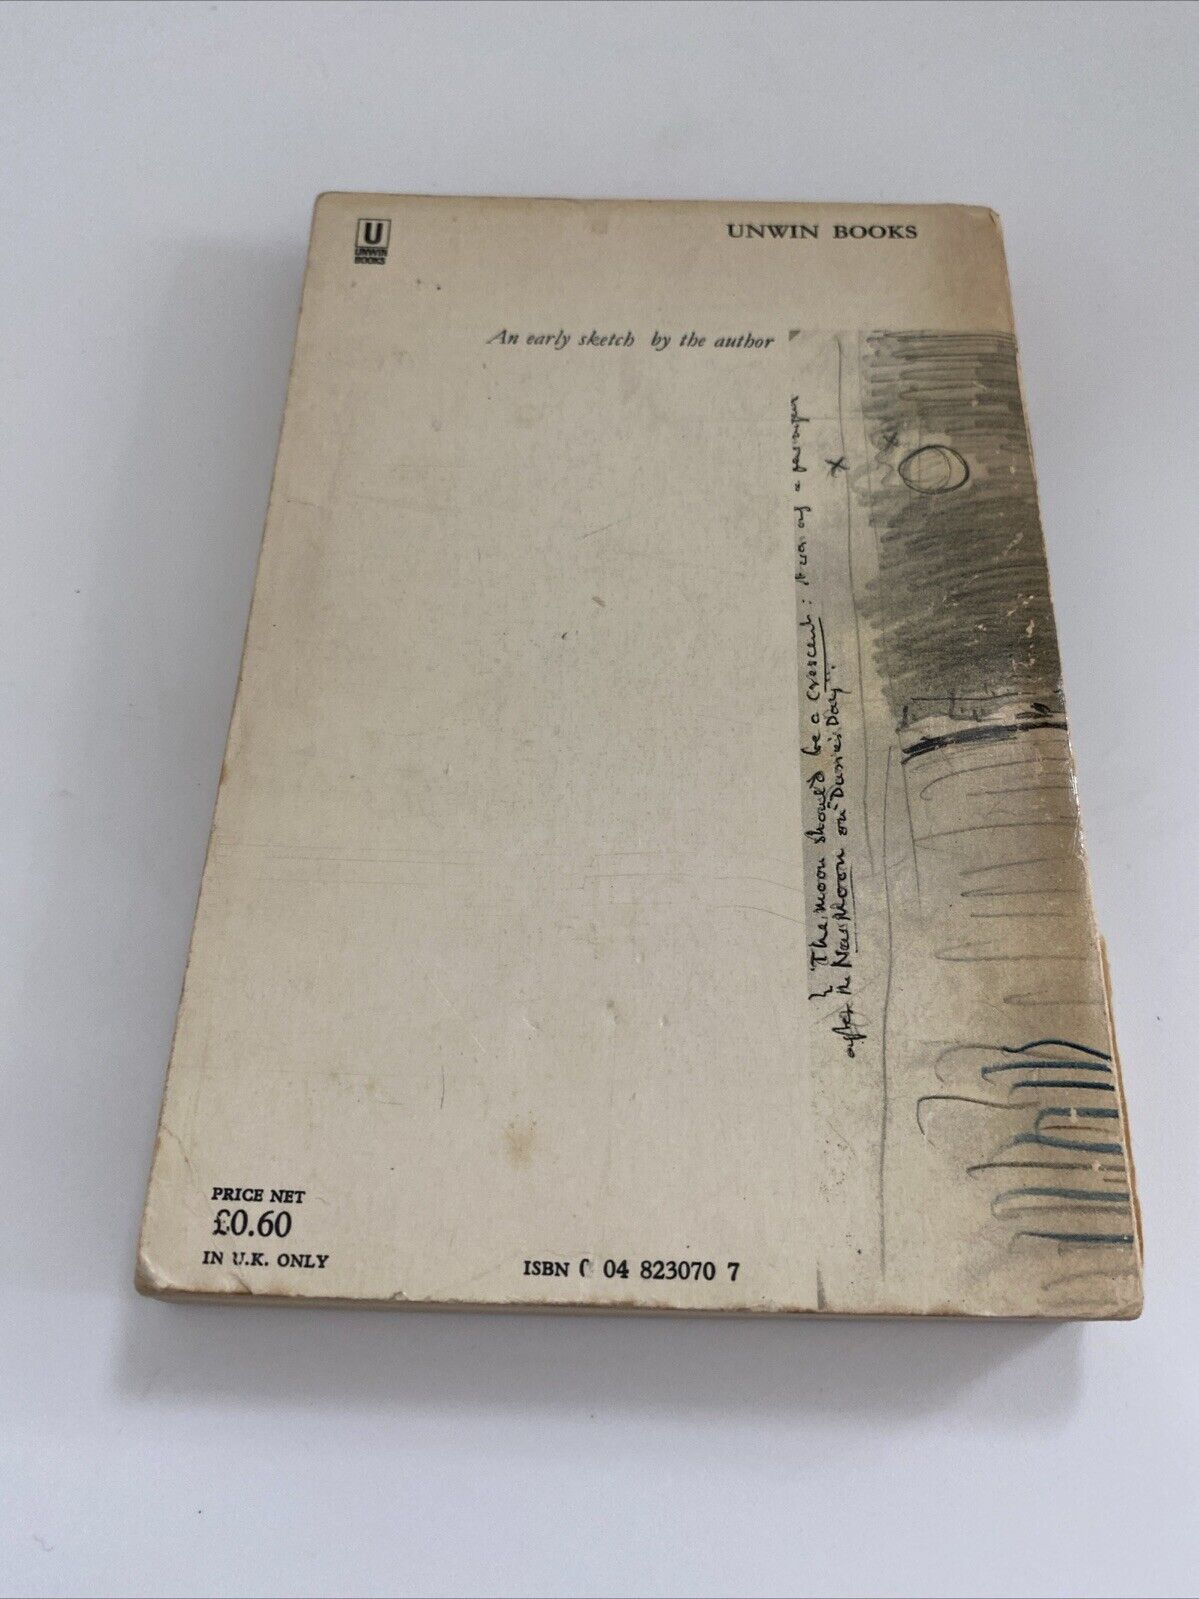 U
UNWIN
BOOKS
UNWIN BOOKS
An early sketch by the author
The moon should be a crescent: 
after the New Moon on "Durin's Day".
PRICE NET
£0.60
IN U.K. ONLY
ISBN 0 04 823070 7